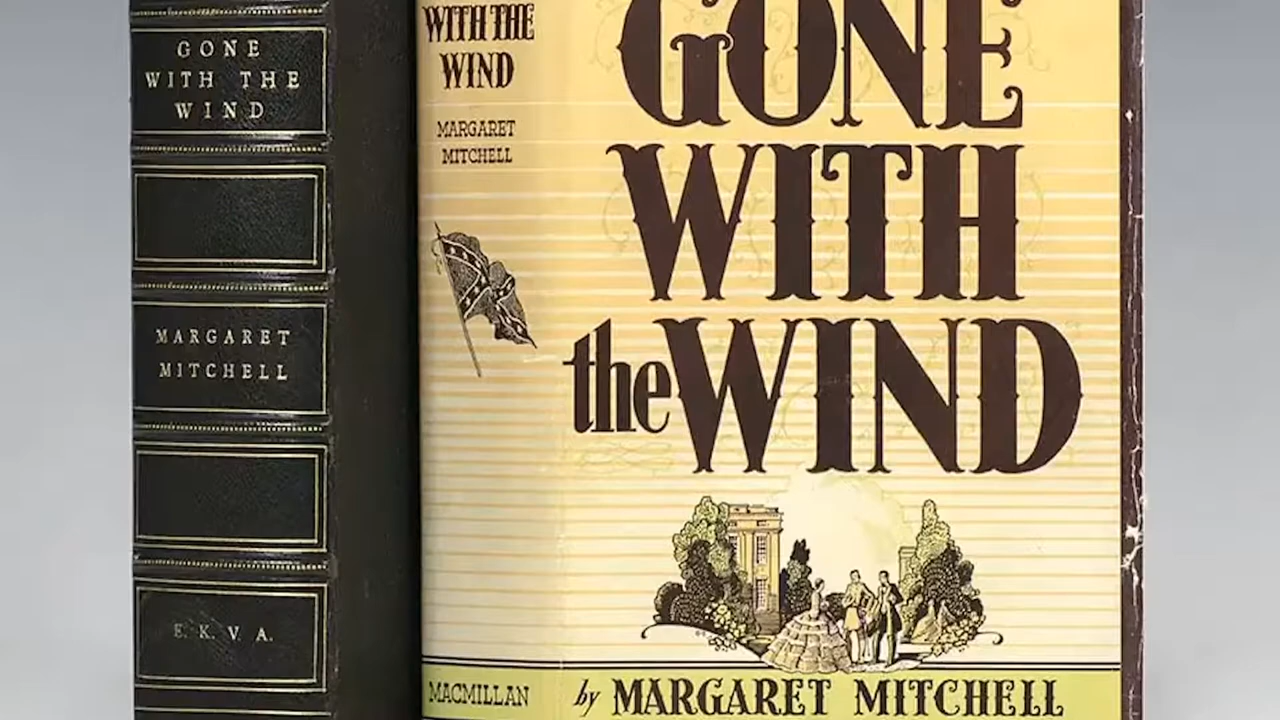 GONE
WITH THE
WIND
MARGARET
MITCHELL
E. K. V. A.
WITH THE
WIND
MARGARET
MITCHELL
MACMILLAN
GONE
WITH
the WIND
by MARGARET MITCHELL